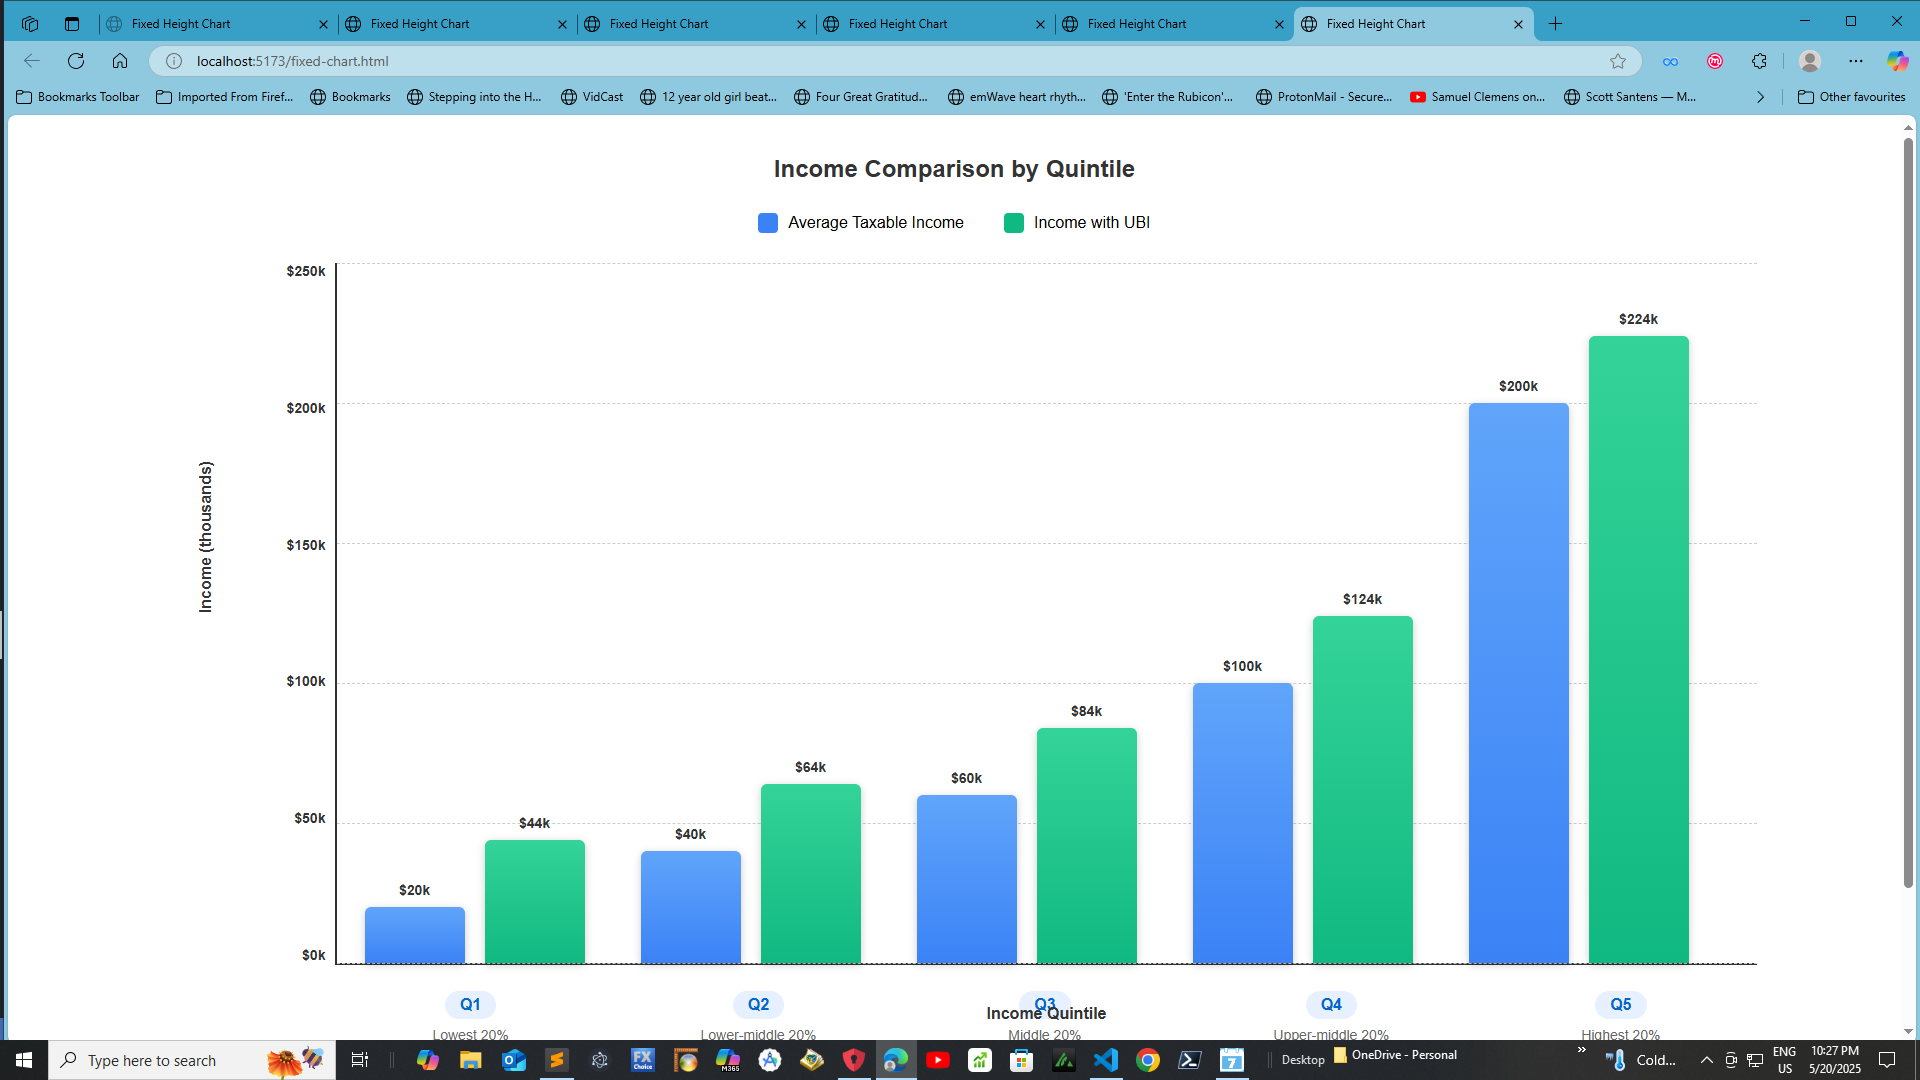 Fixed Height Chart
Fixed Height Chart
Fixed Height Chart
Fixed Height Chart
Fixed Height Chart
Fixed Height Chart
localhost:5173/fixed-chart.html
Bookmarks Toolbar
Imported From Firef...
Bookmarks
Stepping into the H...
VidCast
12 year old girl beat...
Four Great Gratitud...
emWave heart rhyth...
'Enter the Rubicon'...
ProtonMail - Secure...
Samuel Clemens on...
Scott Santens — M...
Other favourites
Income Comparison by Quintile
Average Taxable Income
Income with UBI
Income (thousands)
$250k
$200k
$150k
$100k
$50k
$0k
$20k
$44k
$40k
$64k
$60k
$84k
$100k
$124k
$200k
$224k
Q1
Q2
Q3
Q4
Q5
Income Quintile
Lowest 20%
Lower-middle 20%
Middle 20%
Upper-middle 20%
Highest 20%
Type here to search
FX
Choice
M365
7
Desktop
OneDrive - Personal
Cold...
ENG
US
10:27 PM
5/20/2025